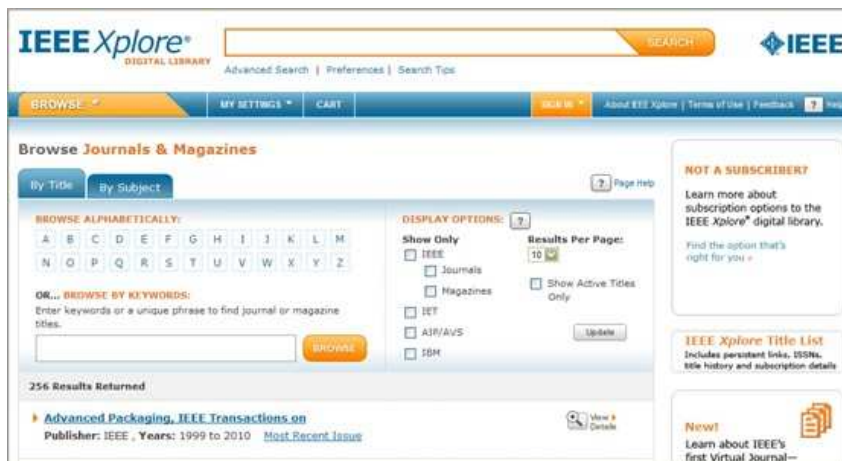 IEEE Xplore®
DIGITAL LIBRARY
SEARCH
IEEE
Advanced Search | Preferences | Search Tips
BROWSE
MY SETTINGS
CART
SIGN IN
About IEEE Xplore | Terms of Use | Feedback ? Help
Browse Journals & Magazines
By Title
By Subject
? Page Help
BROWSE ALPHABETICALLY:
A B C D E F G H I J K L M
N O P Q R S T U V W X Y Z
OR... BROWSE BY KEYWORDS:
Enter keywords or a unique phrase to find journal or magazine
titles.
BROWSE
DISPLAY OPTIONS: ?
Show Only
IEEE
Journals
Magazines
IET
AIP/AVS
IBM
Results Per Page:
10
Show Active Titles
Only
Update
256 Results Returned
Advanced Packaging, IEEE Transactions on
Publisher: IEEE , Years: 1999 to 2010 Most Recent Issue
View
Details
NOT A SUBSCRIBER?
Learn more about
subscription options to the
IEEE Xplore® digital library.
Find the option that's
right for you »
IEEE Xplore Title List
Includes persistent links, ISSNs,
title history and subscription details
New!
Learn about IEEE's
first Virtual Journal—